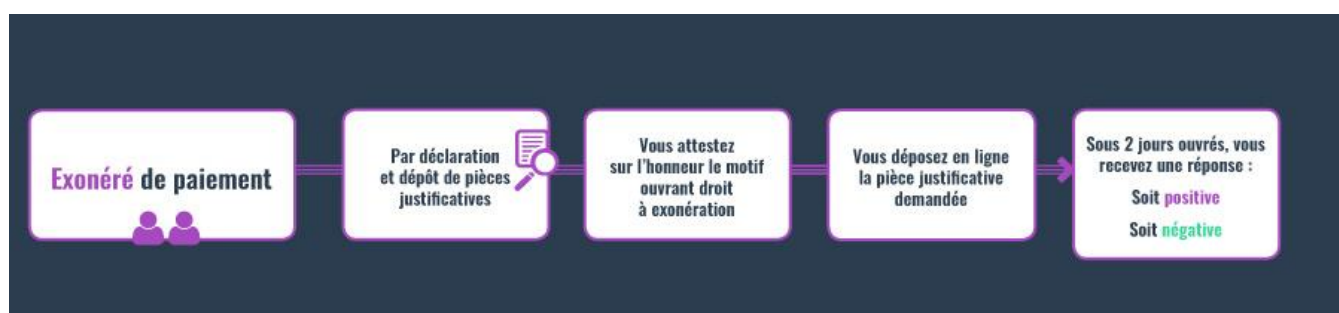 Exonéré de paiement
Par déclaration
et dépôt de pièces
justificatives
Vous attestez
sur l'honneur le motif
ouvrant droit
à exonération
Vous déposez en ligne
la pièce justificative
demandée
Sous 2 jours ouvrés, vous
recevez une réponse :
Soit positive
Soit négative